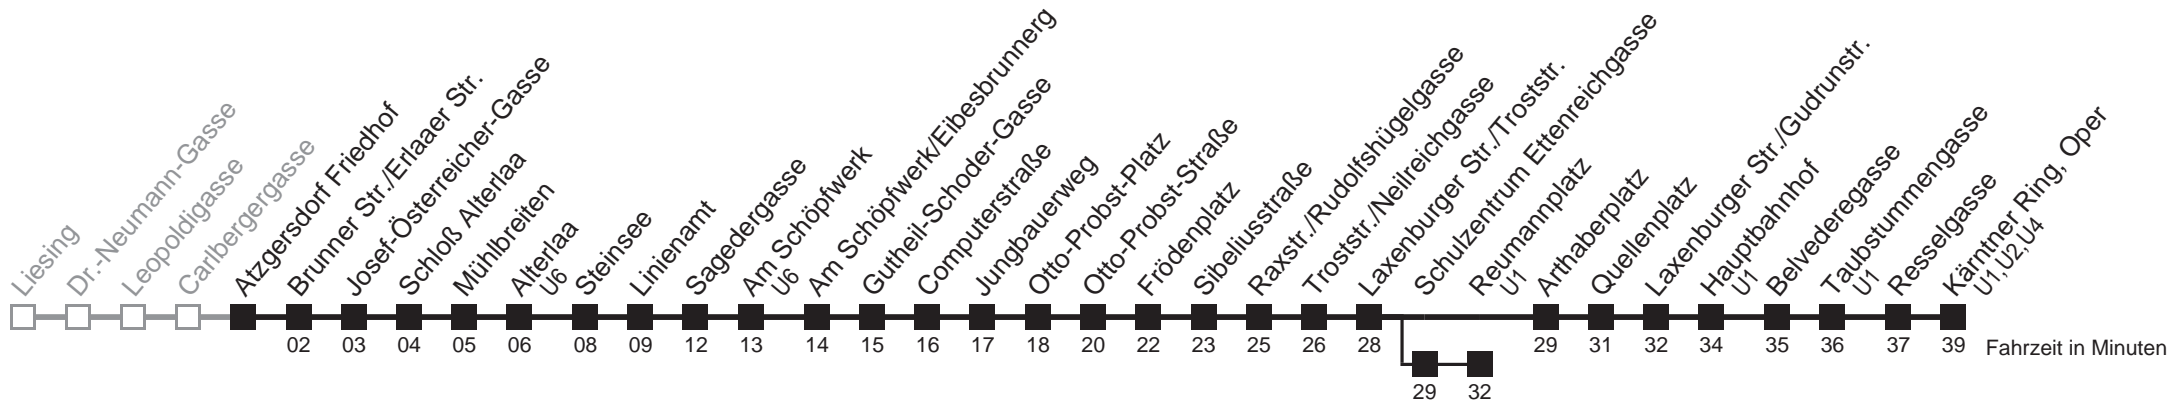 Liesing
Dr.-Neumann-Gasse
Leopoldigasse
Carlbergergasse
Atzgersdorf Friedhof
Brunner Str./Erlaaer Str.
Josef-Österreicher-Gasse
Schloß Alterlaa
Mühlbreiten
Alterlaa
U6
Steinsee
Linienamt
Sagedergasse
Am Schöpfwerk
U6
Am Schöpfwerk/Eibesbrunnerg
Gutheil-Schoder-Gasse
Computerstraße
Jungbauerweg
Otto-Probst-Platz
Otto-Probst-Straße
Frödenplatz
Sibeliusstraße
Raxstr./Rudolfshügelgasse
Troststr./Neilreichgasse
Laxenburger Str./Troststr.
Schulzentrum Ettenreichgasse
Reumannplatz
U1
Arthaberplatz
Quellenplatz
Laxenburger Str./Gudrunstr.
Hauptbahnhof
U1
Belvederegasse
Taubstummengasse
U1
Resselgasse
Kärntner Ring, Oper
U1,U2,U4
02 03 04 05 06 08 09 12 13 14 15 16 17 18 20 22 23 25 26 28 29 31 32 34 35 36 37 39 Fahrzeit in Minuten
29 32